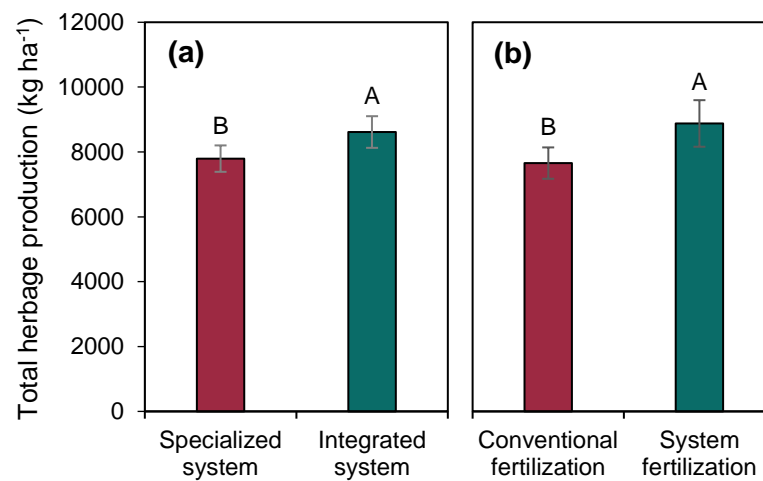 Total herbage production (kg ha⁻¹)
12000
10000
8000
6000
4000
2000
0
(a)
B
A
Specialized
system
Integrated
system
(b)
B
A
Conventional
fertilization
System
fertilization